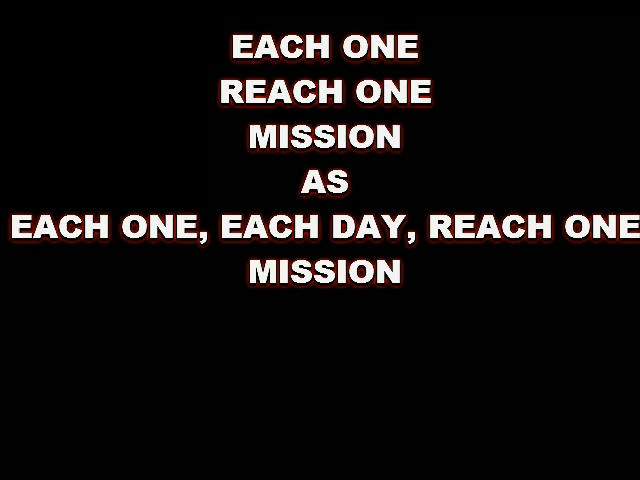 EACH ONE
REACH ONE
MISSION
AS
EACH ONE, EACH DAY, REACH ONE
MISSION